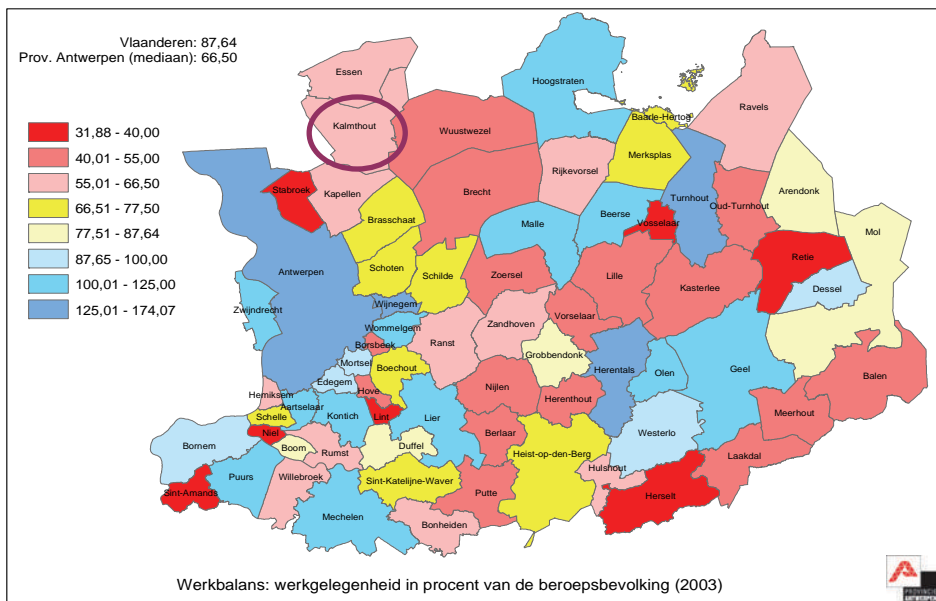 Vlaanderen: 87,64
Prov. Antwerpen (mediaan): 66,50
31,88 - 40,00
40,01 - 55,00
55,01 - 66,50
66,51 - 77,50
77,51 - 87,64
87,65 - 100,00
100,01 - 125,00
125,01 - 174,07
Essen
Hoogstraten
Ravels
Baarle-Hertog
Kalmthout
Wuustwezel
Merksplas
Rijkevorsel
Arendonk
Stabroek
Kapellen
Brecht
Turnhout
Oud-Turnhout
Brasschaat
Malle
Beerse
Vosselaar
Mol
Antwerpen
Schoten
Schilde
Zoersel
Lille
Kasterlee
Retie
Dessel
Zwijndrecht
Wijnegem
Wommelgem
Zandhoven
Vorselaar
Borsbeek
Ranst
Grobbendonk
Mortsel
Boechout
Herentals
Olen
Geel
Balen
Edegem
Hove
Nijlen
Herenthout
Hemiksem
Aartselaar
Kontich
Lint
Lier
Meerhout
Schelle
Niel
Berlaar
Westerlo
Bornem
Boom
Rumst
Duffel
Heist-op-den-Berg
Laakdal
Hulshout
Puurs
Willebroek
Sint-Katelijne-Waver
Sint-Amands
Putte
Herselt
Mechelen
Bonheiden
Werkbalans: werkgelegenheid in procent van de beroepsbevolking (2003)
PROVINCIE
ANTWERPEN